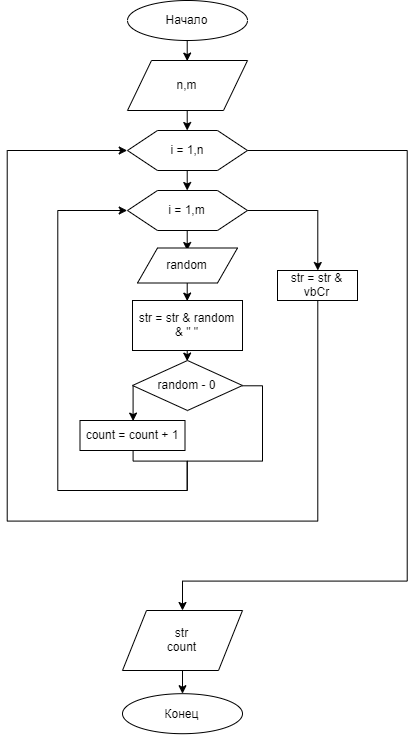 Начало
n,m
i = 1,n
i = 1,m
random
str = str &
vbCr
str = str & random
& " "
random - 0
count = count + 1
str
count
Конец